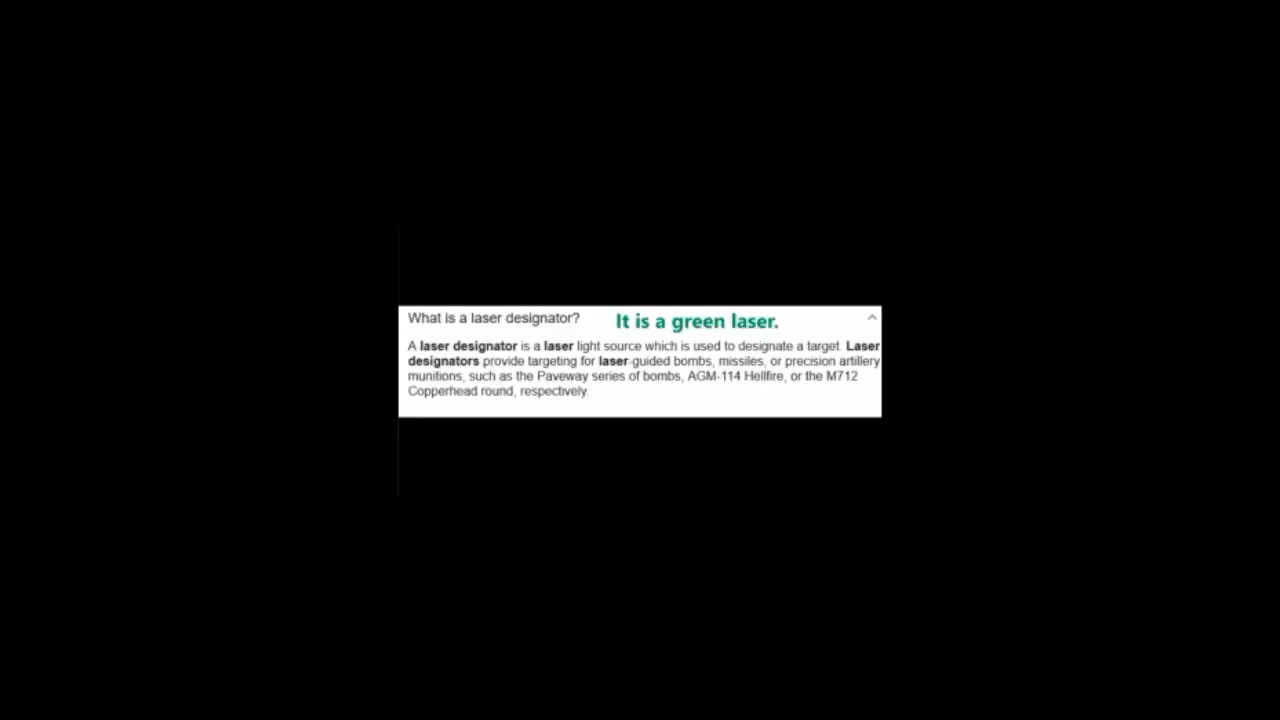 What is a laser designator? It is a green laser.
A laser designator is a laser light source which is used to designate a target. Laser
designators provide targeting for laser-guided bombs, missiles, or precision artillery
munitions, such as the Paveway series of bombs, AGM-114 Hellfire, or the M712
Copperhead round, respectively.